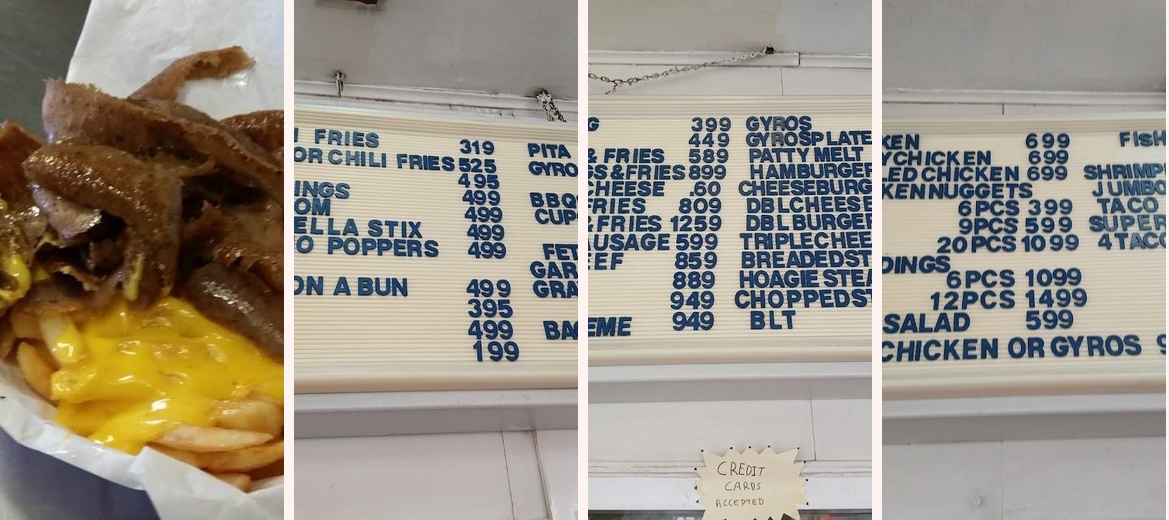 FRIES 319
OR CHILI FRIES 525 PITA
495 GYRO
INGS 499
OM 499 BBQ
ELLA STIX 499 CUP
O POPPERS 499
FET
GAR
ON A BUN 499 GRA
395
499 BA
199
G 399 GYROS
449 GYROS PLATE
& FRIES 589 PATTY MELT
GS & FRIES 899 HAMBURGER
CHEESE .60 CHEESEBURG
FRIES 809 DBL CHEESE
& FRIES 1259 DBL BURGER
AUSAGE 599 TRIPLE CHEE
EEF 859 BREADED ST
889 HOAGIE STEA
949 CHOPPED S
EME 949 BLT
CREDIT
CARDS
ACCEPTED
KEN 699 FISH
Y CHICKEN 699
LED CHICKEN 699 SHRIMP
KEN NUGGETS JUMBO
6PCS 399 TACO
9PCS 599 SUPER
20 PCS 1099 4 TACO
DINGS
6 PCS 1099
12 PCS 1499
SALAD 599
CHICKEN OR GYROS 9